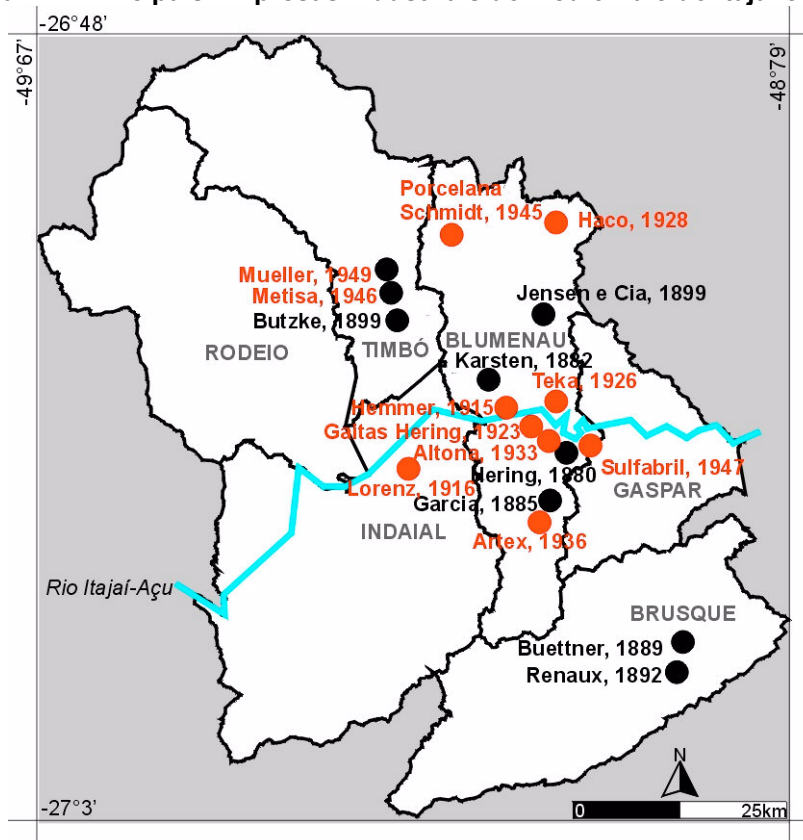 -26°48'
-49°67'
-48°79'
Porcelana
Schmidt, 1945
Haco, 1928
Mueller, 1949
Metisa, 1946
Butzke, 1899
Jensen e Cia, 1899
RODEIO
TIMBÓ
BLUMENAU
Karsten, 1882
Teka, 1926
Hemmer, 1915
Galtas Hering, 1923
Altona, 1933
Hering, 1880
Sulfabril, 1947
Lorenz, 1916
Garcia, 1885
GASPAR
INDAIAL
Artex, 1936
Rio Itajaí-Açu
BRUSQUE
Buettner, 1889
Renaux, 1892
N
-27°3'
0
25km